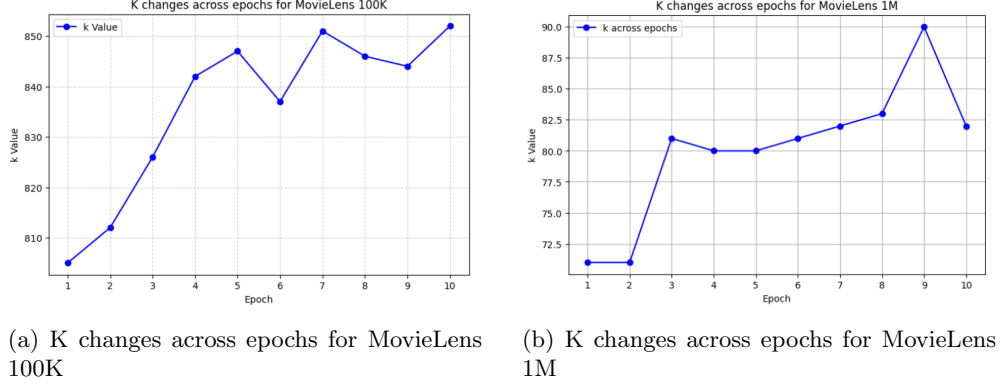 K changes across epochs for MovieLens 100K
k Value
850
840
830
820
810
k Value
1 2 3 4 5 6 7 8 9 10
Epoch
K changes across epochs for MovieLens 1M
k across epochs
90.0
87.5
85.0
82.5
80.0
77.5
75.0
72.5
k Value
1 2 3 4 5 6 7 8 9 10
Epoch
(a) K changes across epochs for MovieLens
100K
(b) K changes across epochs for MovieLens
1M